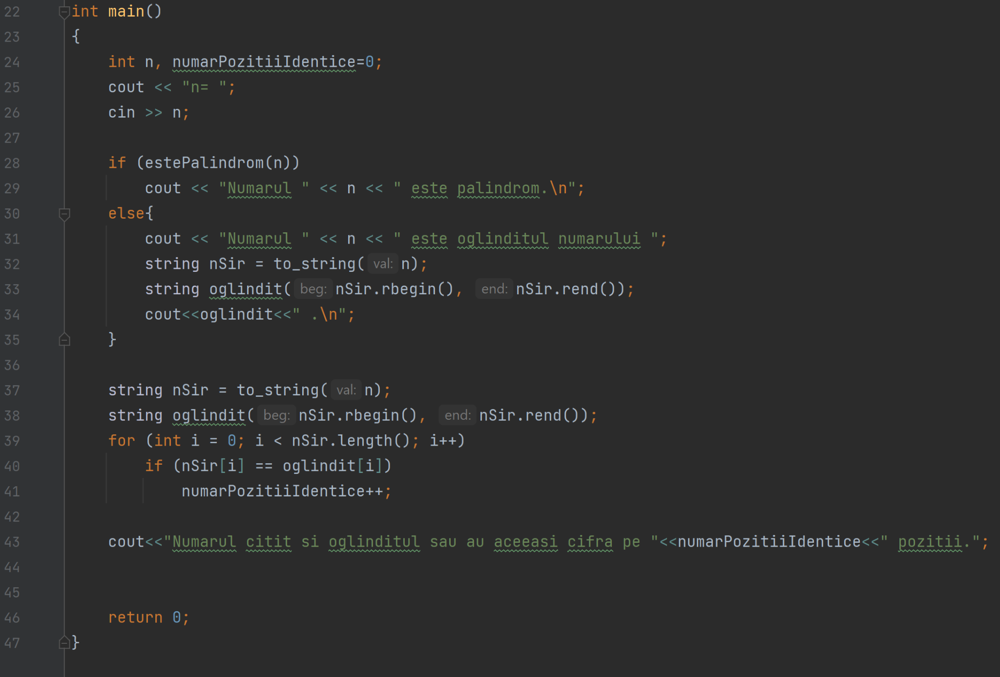 22 int main()
23 {
24 int n, numarPozitiiIdentice=0;
25 cout << "n= ";
26 cin >> n;
27
28 if (estePalindrom(n))
29 cout << "Numarul " << n << " este palindrom.\n";
30 else{
31 cout << "Numarul " << n << " este oglinditul numarului ";
32 string nSir = to_string( val: n);
33 string oglindit( beg: nSir.rbegin(), end: nSir.rend());
34 cout<<oglindit<<" .\n";
35 }
36
37 string nSir = to_string( val: n);
38 string oglindit( beg: nSir.rbegin(), end: nSir.rend());
39 for (int i = 0; i < nSir.length(); i++)
40 if (nSir[i] == oglindit[i])
41 numarPozitiiIdentice++;
42
43 cout<<"Numarul citit si oglinditul sau au aceeasi cifra pe "<<numarPozitiiIdentice<<" pozitii.";
44
45
46 return 0;
47 }